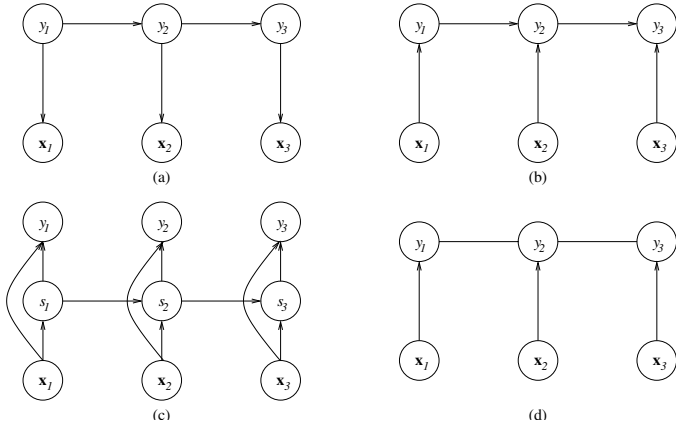 y1 y2 y3
x1 x2 x3
(a)
y1 y2 y3
x1 x2 x3
(b)
y1 y2 y3
s1 s2 s3
x1 x2 x3
(c)
y1 y2 y3
x1 x2 x3
(d)